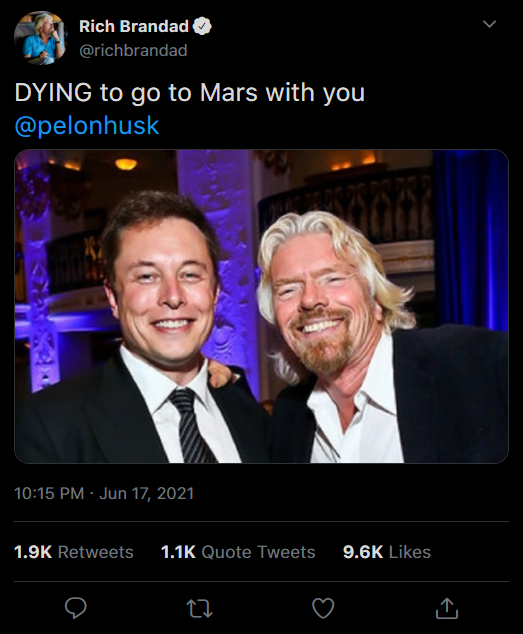 Rich Brandad
@richbrandad
DYING to go to Mars with you
@pelonhusk
10:15 PM · Jun 17, 2021
1.9K Retweets 1.1K Quote Tweets 9.6K Likes